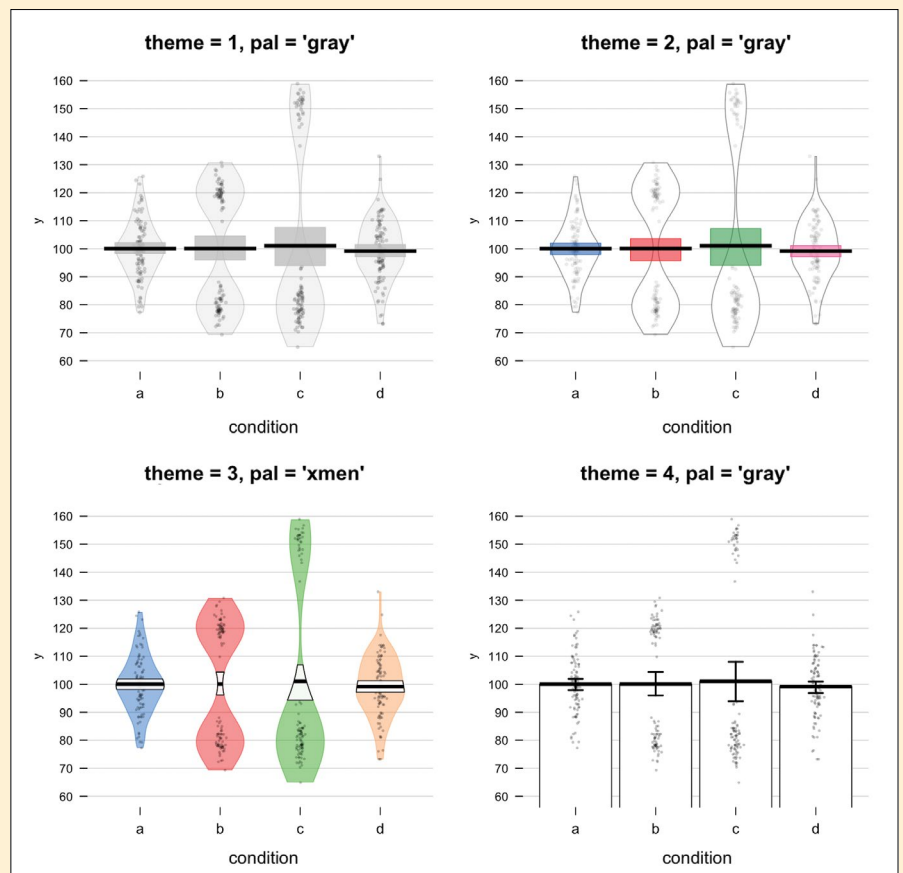 theme = 1, pal = 'gray'
160
150
140
130
120
110
100
90
80
70
60
y
a b c d
condition
theme = 2, pal = 'gray'
160
150
140
130
120
110
100
90
80
70
60
y
a b c d
condition
theme = 3, pal = 'xmen'
160
150
140
130
120
110
100
90
80
70
60
y
a b c d
condition
theme = 4, pal = 'gray'
160
150
140
130
120
110
100
90
80
70
60
y
a b c d
condition